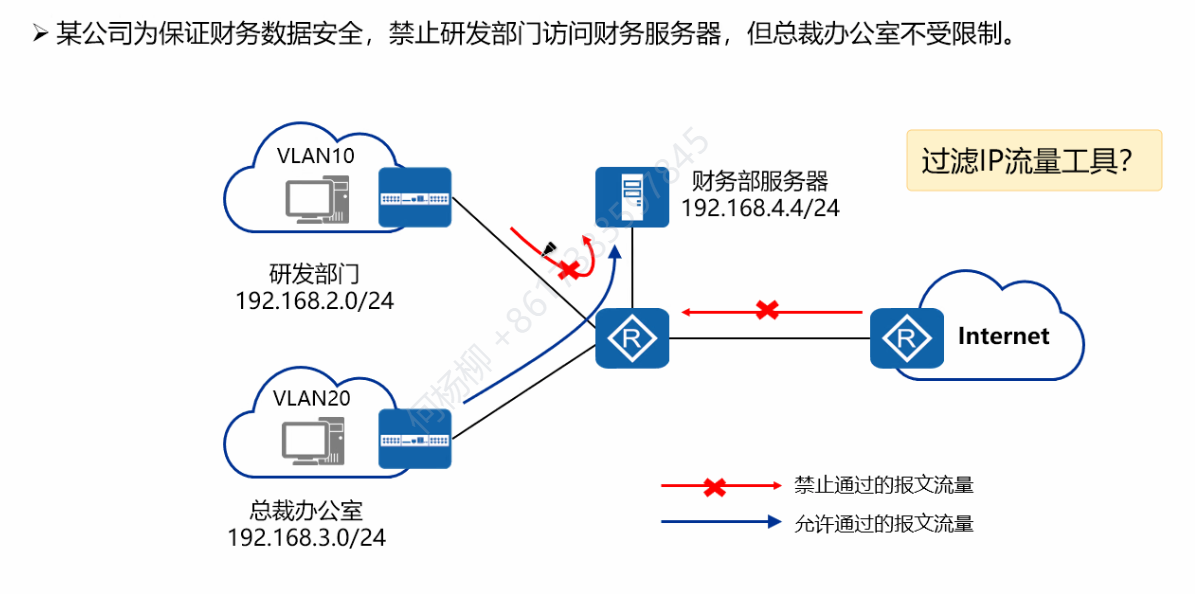 ➢ 某公司为保证财务数据安全，禁止研发部门访问财务服务器，但总裁办公室不受限制。
VLAN10
过滤IP流量工具？
财务部服务器
192.168.4.4/24
研发部门
192.168.2.0/24
R
R
Internet
VLAN20
何杨柳
禁止通过的报文流量
总裁办公室
192.168.3.0/24
允许通过的报文流量